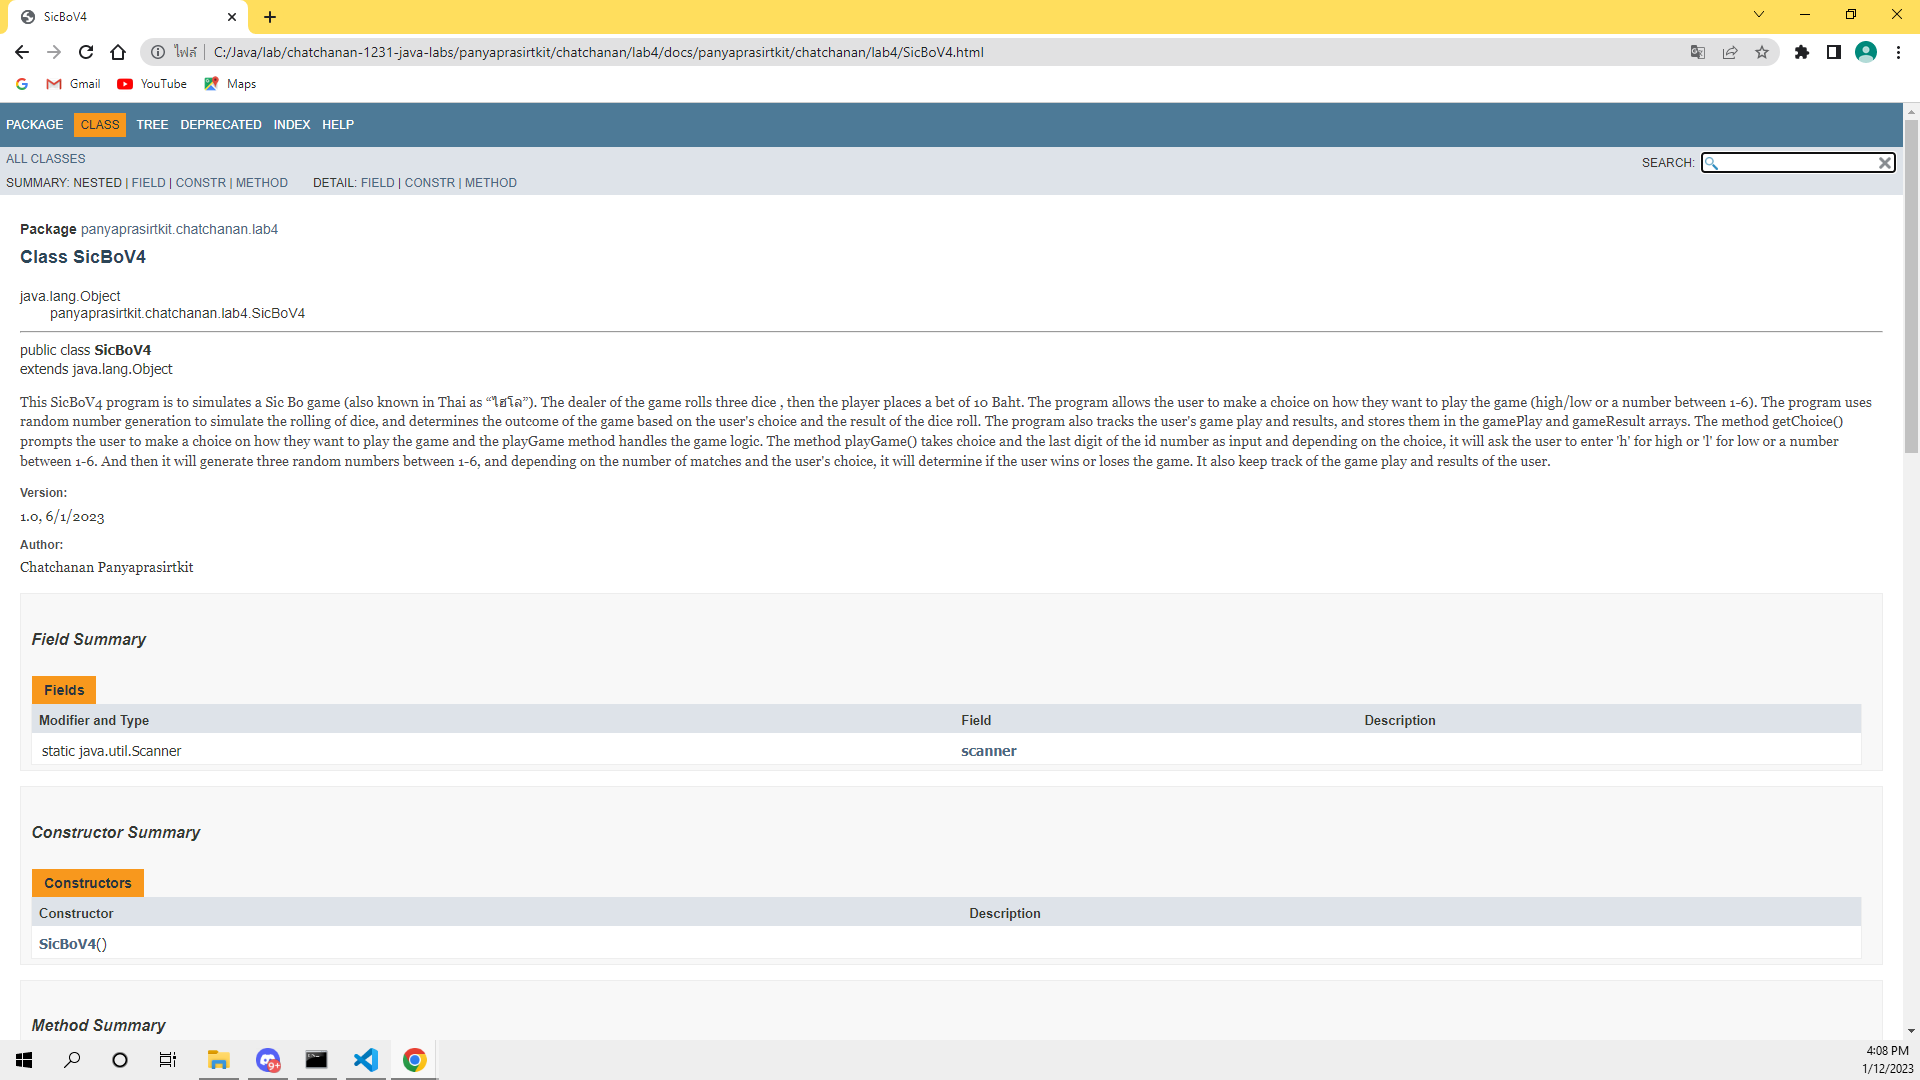 SicBoV4
ไฟล์ C:/Java/lab/chatchanan-1231-java-labs/panyaprasirtkit/chatchanan/lab4/docs/panyaprasirtkit/chatchanan/lab4/SicBoV4.html
Gmail YouTube Maps
PACKAGE CLASS TREE DEPRECATED INDEX HELP
ALL CLASSES
SEARCH:
SUMMARY: NESTED | FIELD | CONSTR | METHOD DETAIL: FIELD | CONSTR | METHOD
Package panyaprasirtkit.chatchanan.lab4
Class SicBoV4
java.lang.Object
panyaprasirtkit.chatchanan.lab4.SicBoV4
public class SicBoV4
extends java.lang.Object
This SicBoV4 program is to simulates a Sic Bo game (also known in Thai as “ไฮโล”). The dealer of the game rolls three dice , then the player places a bet of 10 Baht. The program allows the user to make a choice on how they want to play the game (high/low or a number between 1-6). The program uses
random number generation to simulate the rolling of dice, and determines the outcome of the game based on the user's choice and the result of the dice roll. The program also tracks the user's game play and results, and stores them in the gamePlay and gameResult arrays. The method getChoice()
prompts the user to make a choice on how they want to play the game and the playGame method handles the game logic. The method playGame() takes choice and the last digit of the id number as input and depending on the choice, it will ask the user to enter 'h' for high or 'l' for low or a number
between 1-6. And then it will generate three random numbers between 1-6, and depending on the number of matches and the user's choice, it will determine if the user wins or loses the game. It also keep track of the game play and results of the user.
Version:
1.0, 6/1/2023
Author:
Chatchanan Panyaprasirtkit
Field Summary
Fields
Modifier and Type Field Description
static java.util.Scanner scanner
Constructor Summary
Constructors
Constructor Description
SicBoV4()
Method Summary
9+
4:08 PM
1/12/2023